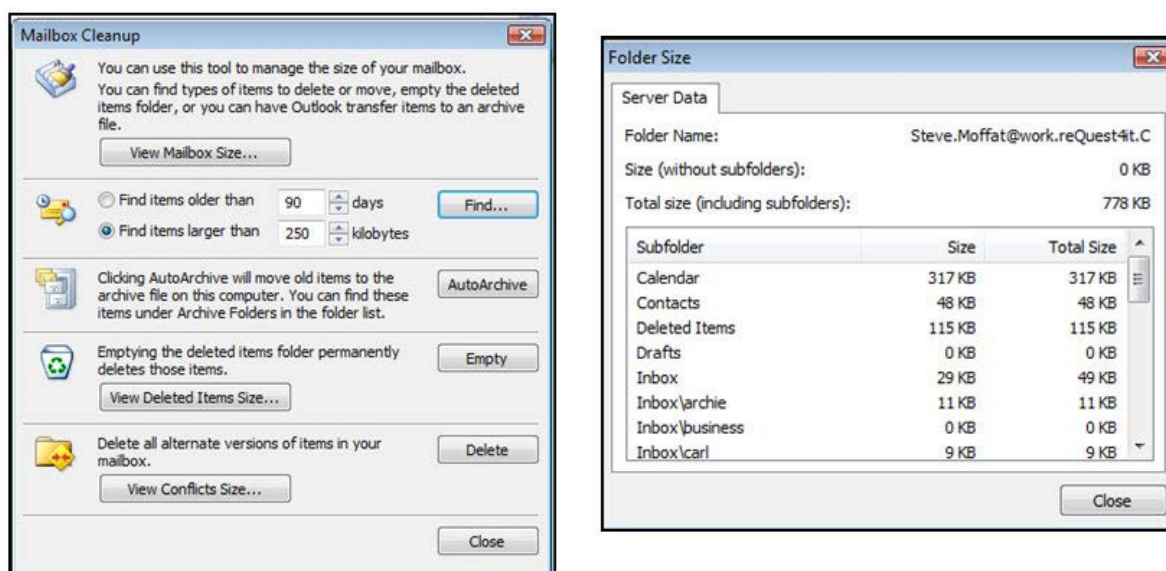 Mailbox Cleanup
You can use this tool to manage the size of your mailbox.
You can find types of items to delete or move, empty the deleted
items folder, or you can have Outlook transfer items to an archive
file.
View Mailbox Size...
Find items older than 90 days
Find...
Find items larger than 250 kilobytes
Clicking AutoArchive will move old items to the
archive file on this computer. You can find these
items under Archive Folders in the folder list.
AutoArchive
Emptying the deleted items folder permanently
deletes those items.
Empty
View Deleted Items Size...
Delete all alternate versions of items in your
mailbox.
Delete
View Conflicts Size...
Close
Folder Size
Server Data
Folder Name: Steve.Moffat@work.reQuest4it.C
Size (without subfolders): 0 KB
Total size (including subfolders): 778 KB
Subfolder Size Total Size
Calendar 317 KB 317 KB
Contacts 48 KB 48 KB
Deleted Items 115 KB 115 KB
Drafts 0 KB 0 KB
Inbox 29 KB 49 KB
Inbox\archie 11 KB 11 KB
Inbox\business 0 KB 0 KB
Inbox\carl 9 KB 9 KB
Close